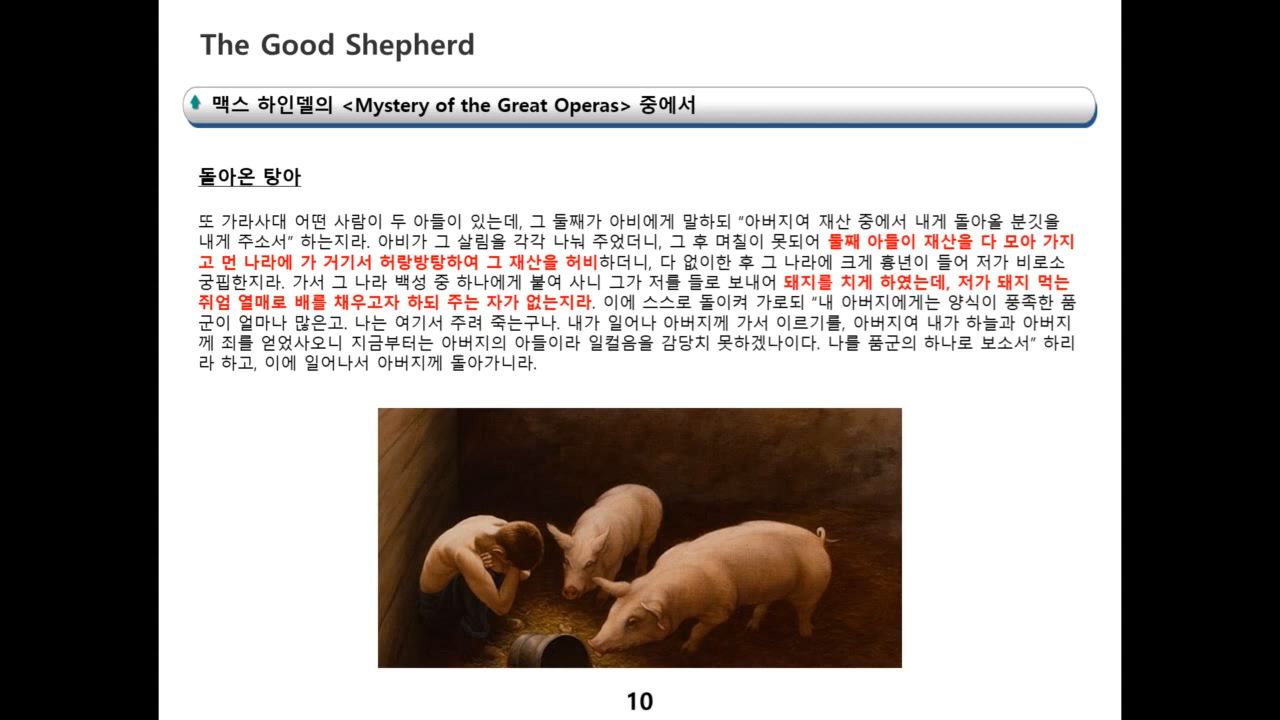 The Good Shepherd
맥스 하인델의 <Mystery of the Great Operas> 중에서
돌아온 탕아
또 가라사대 어떤 사람이 두 아들이 있는데, 그 둘째가 아비에게 말하되 “아버지여 재산 중에서 내게 돌아올 분깃을
내게 주소서” 하는지라. 아비가 그 살림을 각각 나눠 주었더니, 그 후 며칠이 못되어 둘째 아들이 재산을 다 모아 가지
고 먼 나라에 가 거기서 허랑방탕하여 그 재산을 허비하더니, 다 없이한 후 그 나라에 크게 흉년이 들어 저가 비로소
궁핍한지라. 가서 그 나라 백성 중 하나에게 붙여 사니 그가 저를 들로 보내어 돼지를 치게 하였는데, 저가 돼지 먹는
쥐엄 열매로 배를 채우고자 하되 주는 자가 없는지라. 이에 스스로 돌이켜 가로되 “내 아버지에게는 양식이 풍족한 품
군이 얼마나 많은고. 나는 여기서 주려 죽는구나. 내가 일어나 아버지께 가서 이르기를, 아버지여 내가 하늘과 아버지
께 죄를 얻었사오니 지금부터는 아버지의 아들이라 일컬음을 감당치 못하겠나이다. 나를 품군의 하나로 보소서” 하리
라 하고, 이에 일어나서 아버지께 돌아가니라.
10